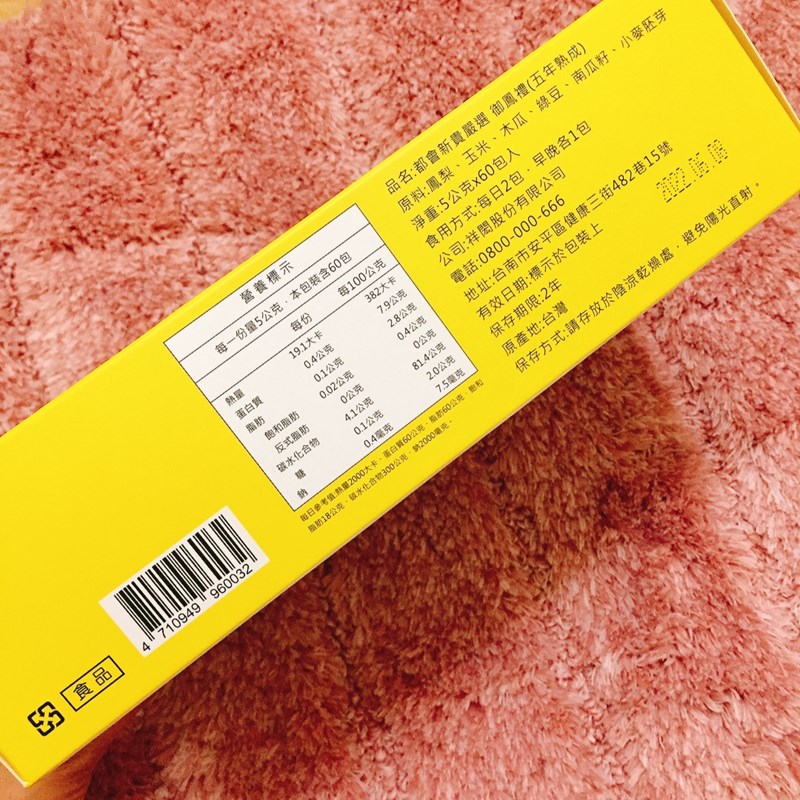 品名:都會新貴嚴選 御鳳禮(五年熟成)
原料:鳳梨、玉米、木瓜、綠豆、南瓜籽、小麥胚芽
淨重:5公克x60包入
食用方式:每日2包，早晚各1包
公司:祥闊股份有限公司
電話:0800-000-666
地址:台南市安平區健康三街482巷15號
有效日期:標示於包裝上
2022.06.08
保存期限:2年
原產地:台灣
保存方式:請存放於陰涼乾燥處，避免陽光直射。
營養標示
每一份量5公克，本包裝含60包
每份 每100公克
熱量 19.1大卡 382大卡
蛋白質 0.4公克 7.9公克
脂肪 0.1公克 2.8公克
飽和脂肪 0.02公克 0.4公克
反式脂肪 0公克 0公克
碳水化合物 4.1公克 81.4公克
糖 0.1公克 2.0公克
鈉 0.4毫克 7.5毫克
每日參考值:熱量2000大卡、蛋白質60公克、脂肪60公克、飽和
脂肪18公克、碳水化合物300公克、鈉2000毫克。
4 710949 960032
食品